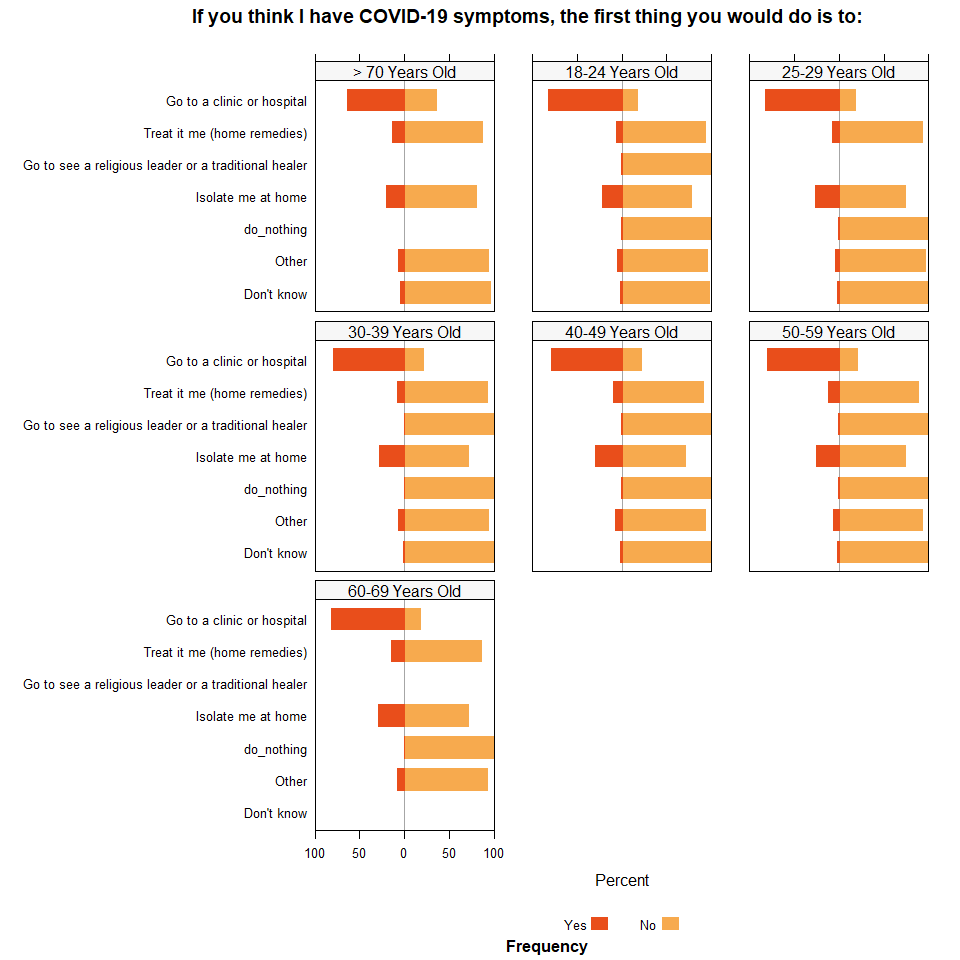 If you think I have COVID-19 symptoms, the first thing you would do is to:
> 70 Years Old
18-24 Years Old
25-29 Years Old
Go to a clinic or hospital
Treat it me (home remedies)
Go to see a religious leader or a traditional healer
Isolate me at home
do_nothing
Other
Don't know
30-39 Years Old
40-49 Years Old
50-59 Years Old
Go to a clinic or hospital
Treat it me (home remedies)
Go to see a religious leader or a traditional healer
Isolate me at home
do_nothing
Other
Don't know
60-69 Years Old
Go to a clinic or hospital
Treat it me (home remedies)
Go to see a religious leader or a traditional healer
Isolate me at home
do_nothing
Other
Don't know
100 50 0 50 100
Percent
Yes No
Frequency